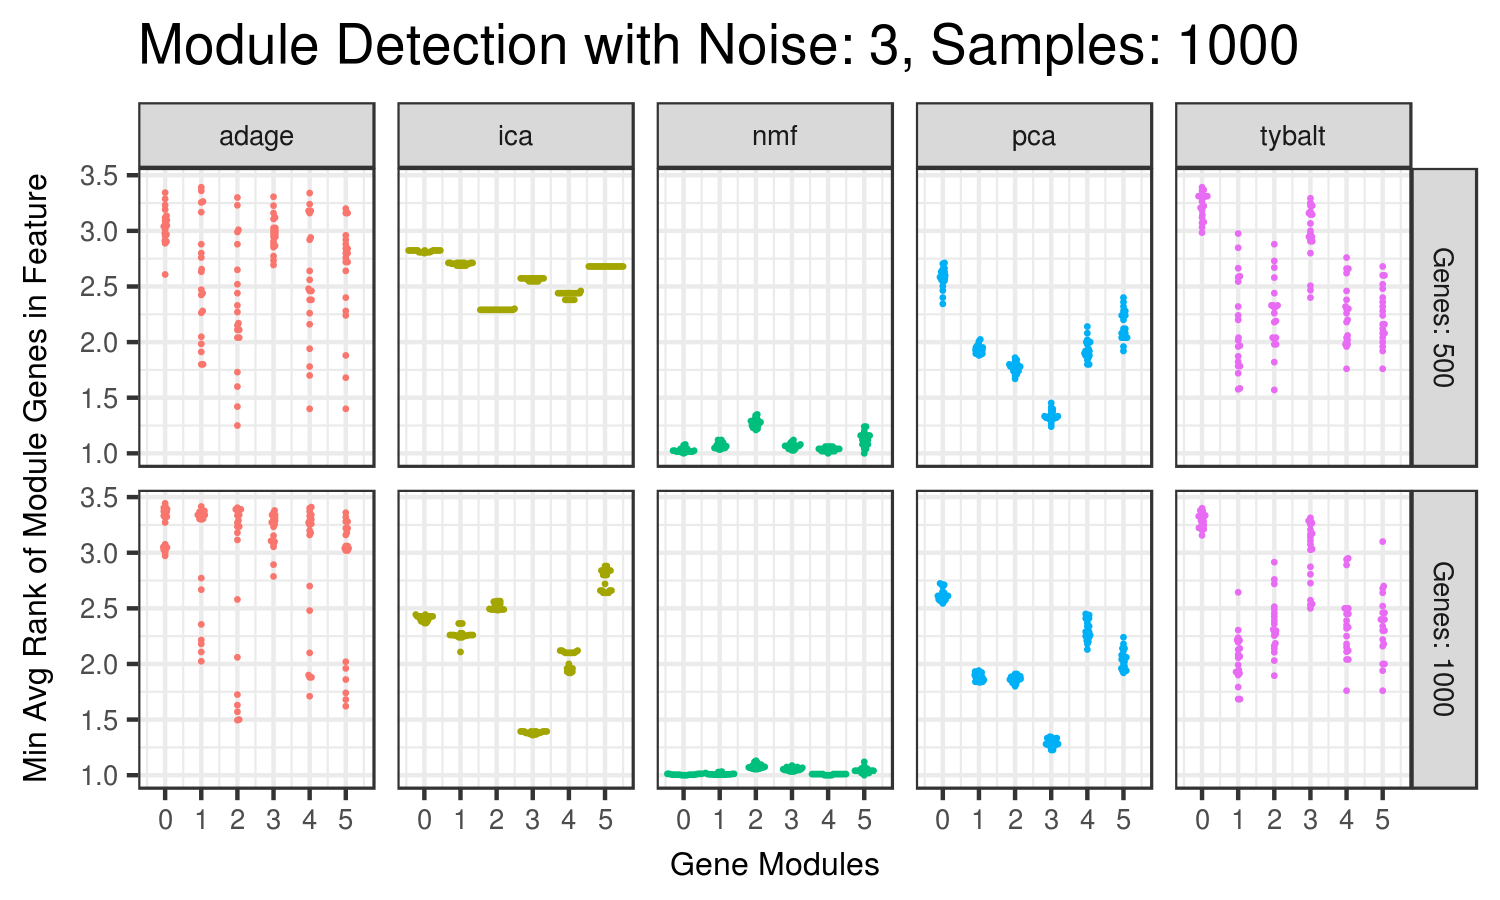 Module Detection with Noise: 3, Samples: 1000
adage ica nmf pca tybalt
Min Avg Rank of Module Genes in Feature
3.5
3.0
2.5
2.0
1.5
1.0
Genes: 500
3.5
3.0
2.5
2.0
1.5
1.0
Genes: 1000
0 1 2 3 4 5 0 1 2 3 4 5 0 1 2 3 4 5 0 1 2 3 4 5 0 1 2 3 4 5
Gene Modules